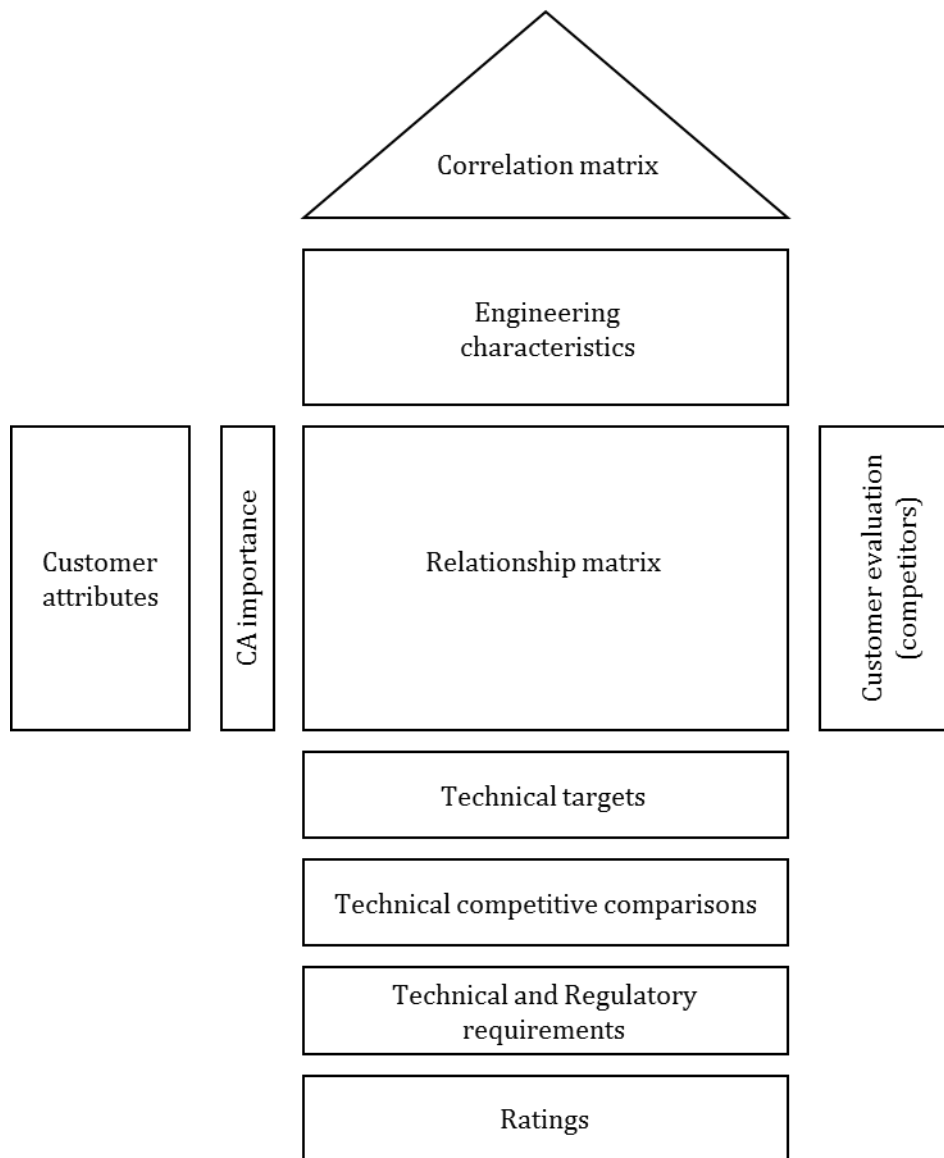 Correlation matrix
Engineering
characteristics
Customer
attributes
CA importance
Relationship matrix
Customer evaluation
(competitors)
Technical targets
Technical competitive comparisons
Technical and Regulatory
requirements
Ratings